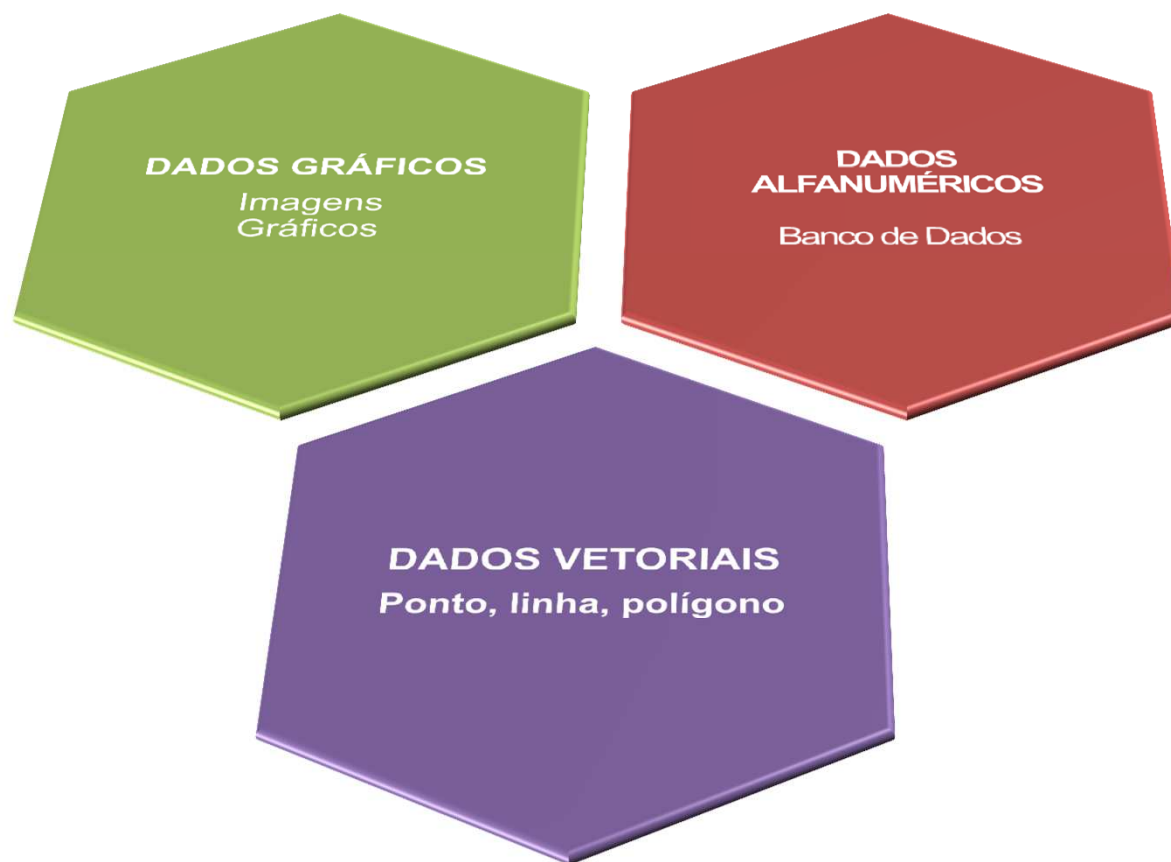 DADOS GRÁFICOS
Imagens
Gráficos
DADOS
ALFANUMÉRICOS
Banco de Dados
DADOS VETORIAIS
Ponto, linha, polígono